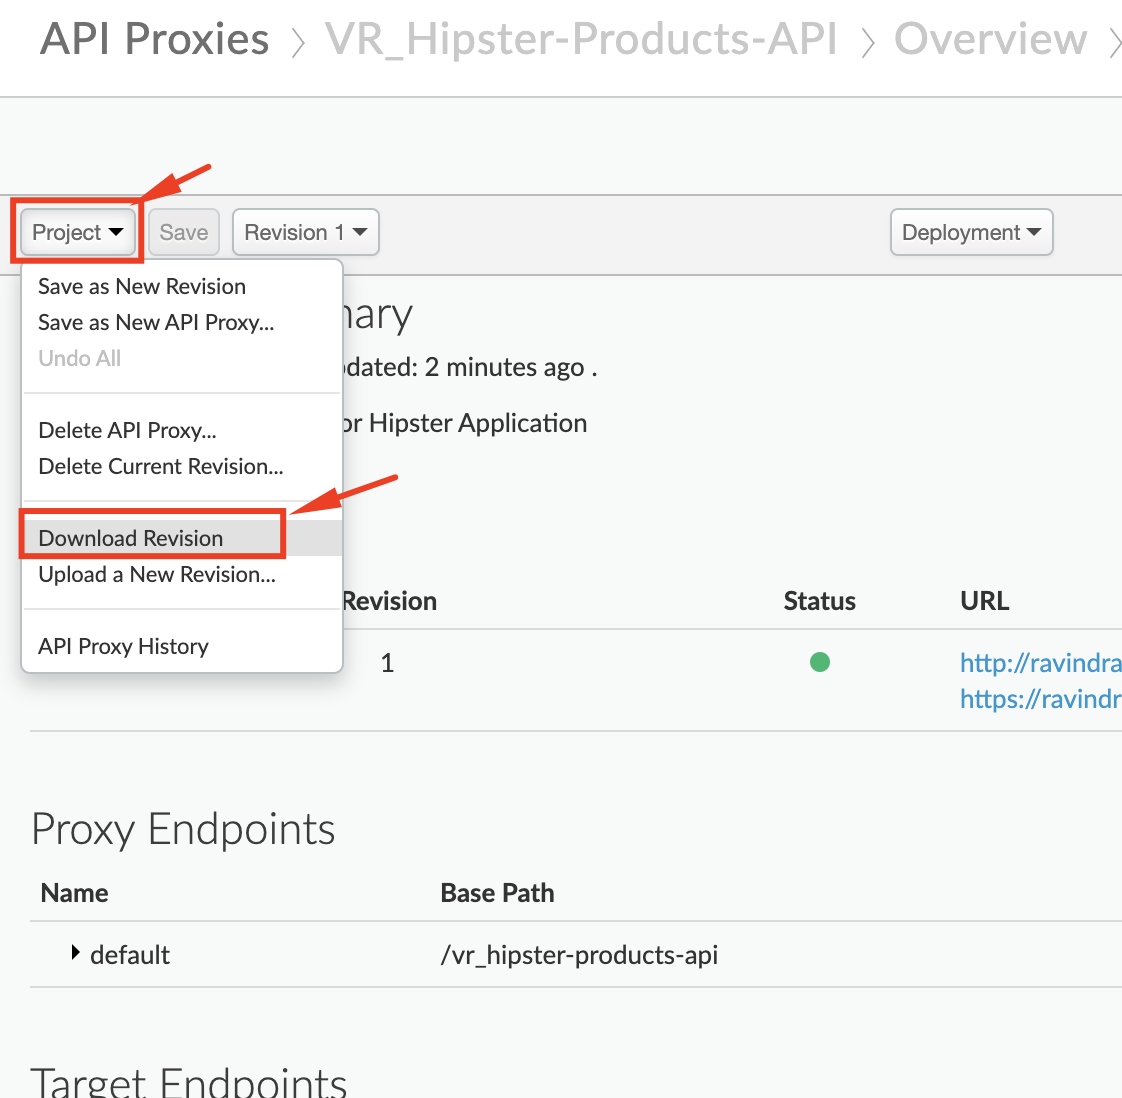 API Proxies > VR_Hipster-Products-API > Overview >
Project Save Revision 1 Deployment
Save as New Revision
Save as New API Proxy...
Undo All
Delete API Proxy...
Delete Current Revision...
Download Revision
Upload a New Revision...
API Proxy History
2 minutes ago .
Hipster Application
Revision Status URL
1 http://ravindra
https://ravindr
Proxy Endpoints
Name Base Path
default /vr_hipster-products-api
Target Endpoints